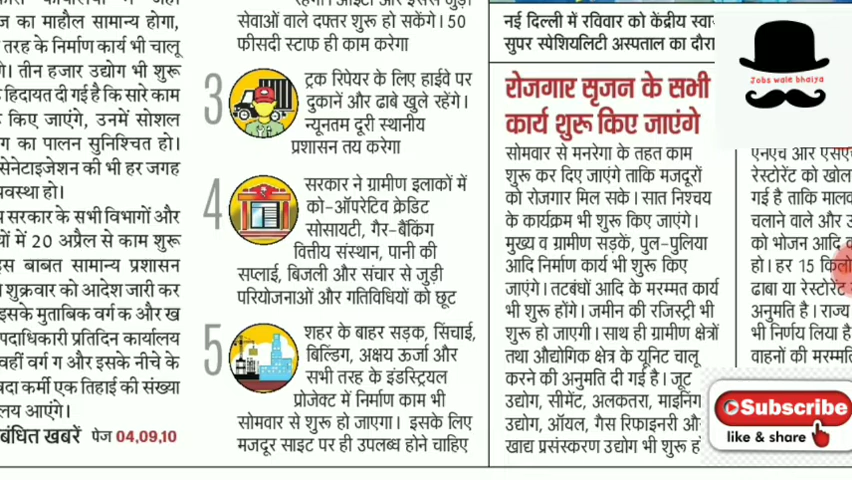 ज का माहौल सामान्य होगा,
तरह के निर्माण कार्य भी चालू
गे। तीन हजार उद्योग भी शुरू
हिदायत दी गई है कि सारे काम
किए जाएंगे, उनमें सोशल
ग का पालन सुनिश्चित हो।
सेनेटाइजेशन की भी हर जगह
यवस्था हो।
य सरकार के सभी विभागों और
यों में 20 अप्रैल से काम शुरू
इस बाबत सामान्य प्रशासन
शुक्रवार को आदेश जारी कर
इसके मुताबिक वर्ग क और ख
पदाधिकारी प्रतिदिन कार्यालय
वहीं वर्ग ग और इसके नीचे के
बदा कर्मी एक तिहाई की संख्या
लय आएंगे।
बंधित खबरें पेज 04,09,10
सेवाओं वाले दफ्तर शुरू हो सकेंगे। 50
फीसदी स्टाफ ही काम करेगा
3
ट्रक रिपेयर के लिए हाईवे पर
दुकानें और ढाबे खुले रहेंगे।
न्यूनतम दूरी स्थानीय
प्रशासन तय करेगा
4
सरकार ने ग्रामीण इलाकों में
को-ऑपरेटिव क्रेडिट
सोसायटी, गैर-बैंकिंग
वित्तीय संस्थान, पानी की
सप्लाई, बिजली और संचार से जुड़ी
परियोजनाओं और गतिविधियों को छूट
5
शहर के बाहर सड़क, सिंचाई,
बिल्डिंग, अक्षय ऊर्जा और
सभी तरह के इंडस्ट्रियल
प्रोजेक्ट में निर्माण काम भी
सोमवार से शुरू हो जाएगा। इसके लिए
मजदूर साइट पर ही उपलब्ध होने चाहिए
नई दिल्ली में रविवार को केंद्रीय स्वा
सुपर स्पेशियलिटी अस्पताल का दौरा
रोजगार सृजन के सभी
कार्य शुरू किए जाएंगे
सोमवार से मनरेगा के तहत काम
शुरू कर दिए जाएंगे ताकि मजदूरों
को रोजगार मिल सके। सात निश्चय
के कार्यक्रम भी शुरू किए जाएंगे।
मुख्य व ग्रामीण सड़कें, पुल-पुलिया
आदि निर्माण कार्य भी शुरू किए
जाएंगे। तटबंधों आदि के मरम्मत कार्य
भी शुरू होंगे। जमीन की रजिस्ट्री भी
शुरू हो जाएगी। साथ ही ग्रामीण क्षेत्रों
तथा औद्योगिक क्षेत्र के यूनिट चालू
करने की अनुमति दी गई है। जूट
उद्योग, सीमेंट, अलकतरा, माइनिंग
उद्योग, ऑयल, गैस रिफाइनरी औ
खाद्य प्रसंस्करण उद्योग भी शुरू ह
Jobs wale bhaiya
एनएच और एसए
रेस्टोरेंट को खोल
गई है ताकि माल
चलाने वाले और उ
को भोजन आदि
हो। हर 15 किलो
ढाबा या रेस्टोरेंट
अनुमति है। राज्य
भी निर्णय लिया है
वाहनों की मरम्म
Subscribe
like & share